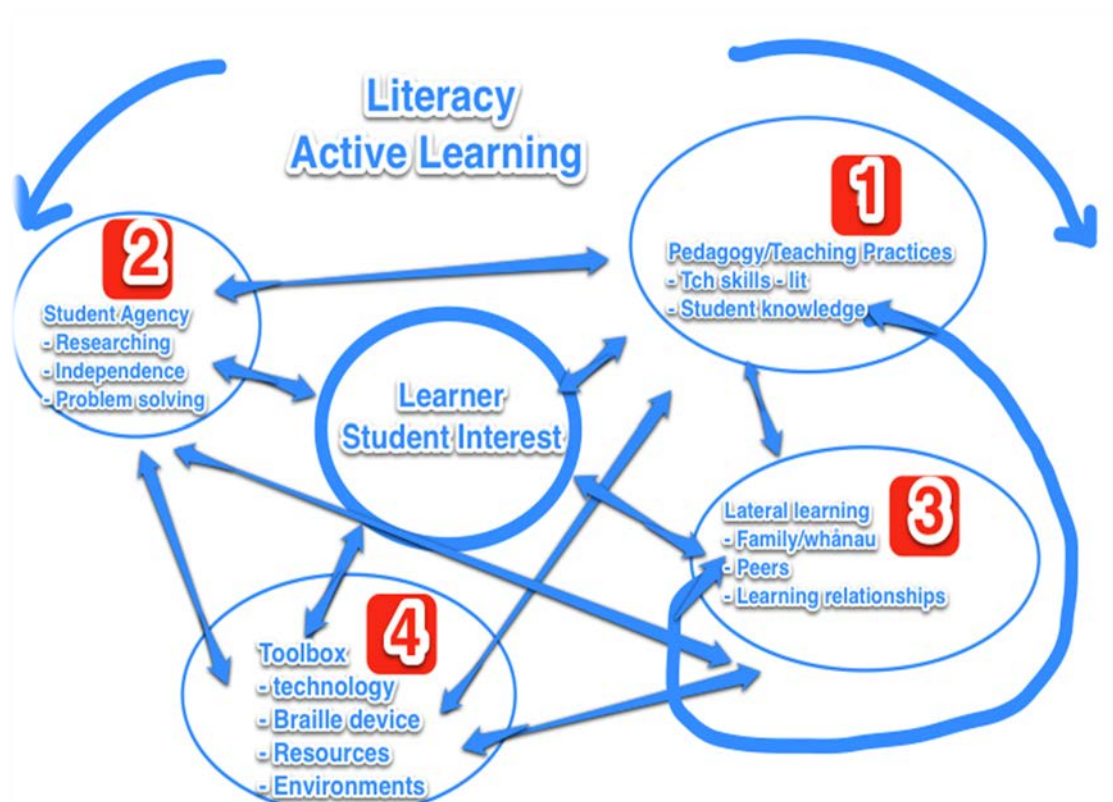 Literacy
Active Learning
1
Pedagogy/Teaching Practices
- Tch skills - lit
- Student knowledge
2
Student Agency
- Researching
- Independence
- Problem solving
Learner
Student Interest
3
Lateral learning
- Family/whånau
- Peers
- Learning relationships
4
Toolbox
- technology
- Braille device
- Resources
- Environments